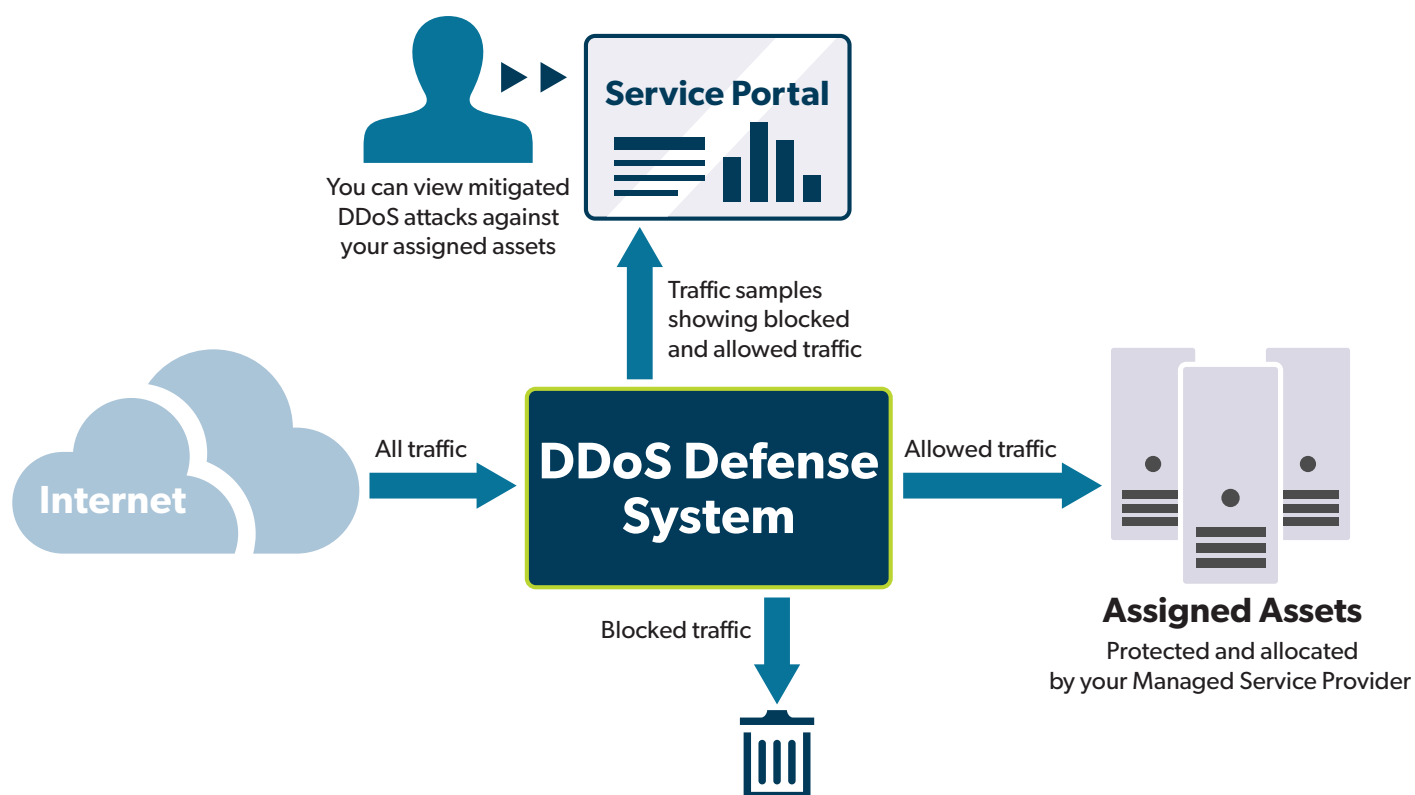 Service Portal
You can view mitigated
DDoS attacks against
your assigned assets
Traffic samples
showing blocked
and allowed traffic
Internet
All traffic
DDoS Defense
System
Allowed traffic
Blocked traffic
Assigned Assets
Protected and allocated
by your Managed Service Provider